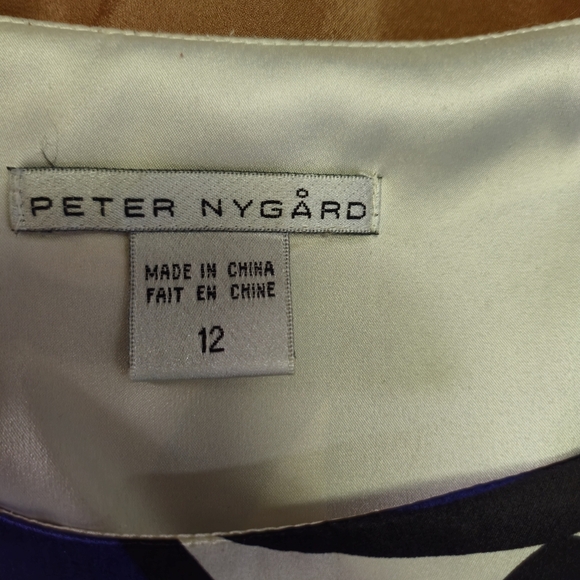 PETER NYGÅRD
MADE IN CHINA
FAIT EN CHINE
12